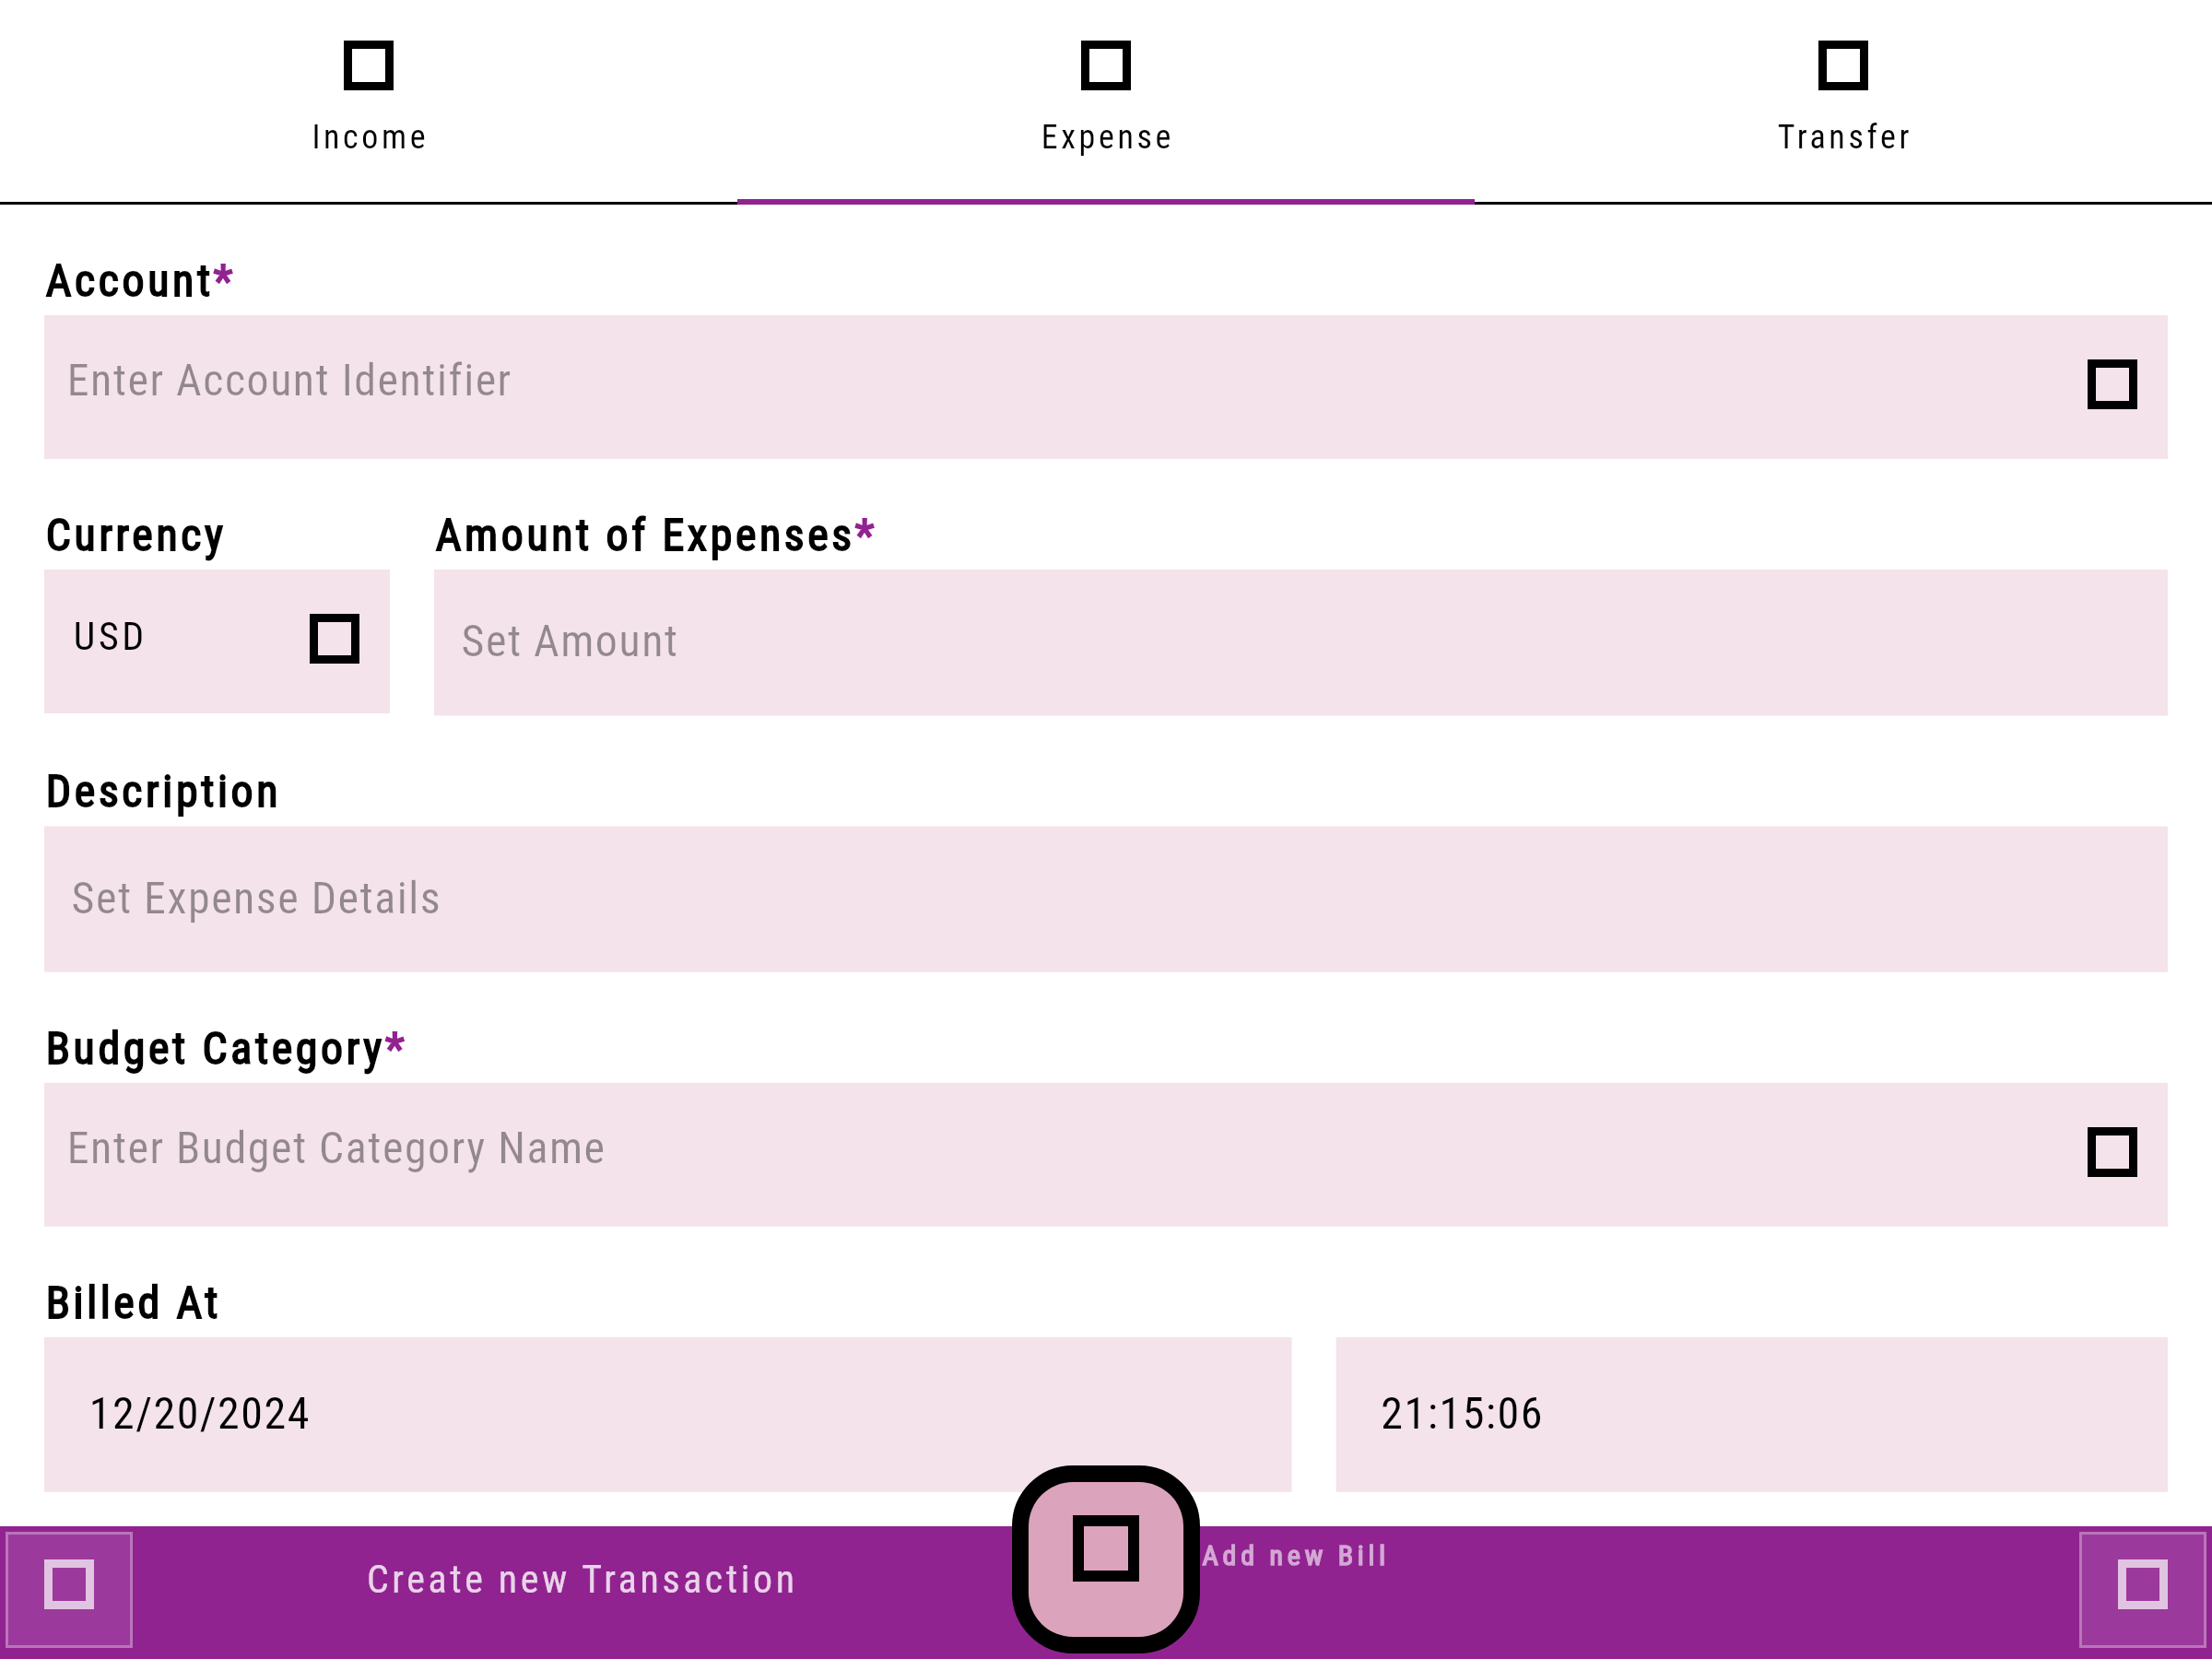 Income
Expense
Transfer
Account*
Enter Account Identifier
Currency
Amount of Expenses*
USD
Set Amount
Description
Set Expense Details
Budget Category*
Enter Budget Category Name
Billed At
12/20/2024
21:15:06
Create new Transaction
Add new Bill